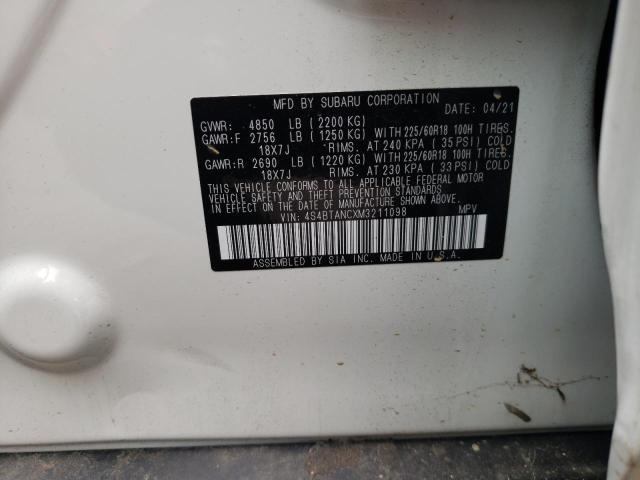 MFD BY SUBARU CORPORATION
DATE: 04/21
GVWR: 4850 LB ( 2200 KG)
GAWR:F 2756 LB ( 1250 KG) WITH 225/60R18 100H TIRES.
18X7J RIMS. AT 240 KPA ( 35 PSI) COLD
GAWR:R 2690 LB ( 1220 KG) WITH 225/60R18 100H TIRES.
18X7J RIMS. AT 230 KPA ( 33 PSI) COLD
THIS VEHICLE CONFORMS TO ALL APPLICABLE FEDERAL MOTOR
VEHICLE SAFETY AND THEFT PREVENTION STANDARDS
IN EFFECT ON THE DATE OF MANUFACTURE SHOWN ABOVE.
VIN: 4S4BTANCXM3211098 MPV
ASSEMBLED BY SIA INC. MADE IN U.S.A.